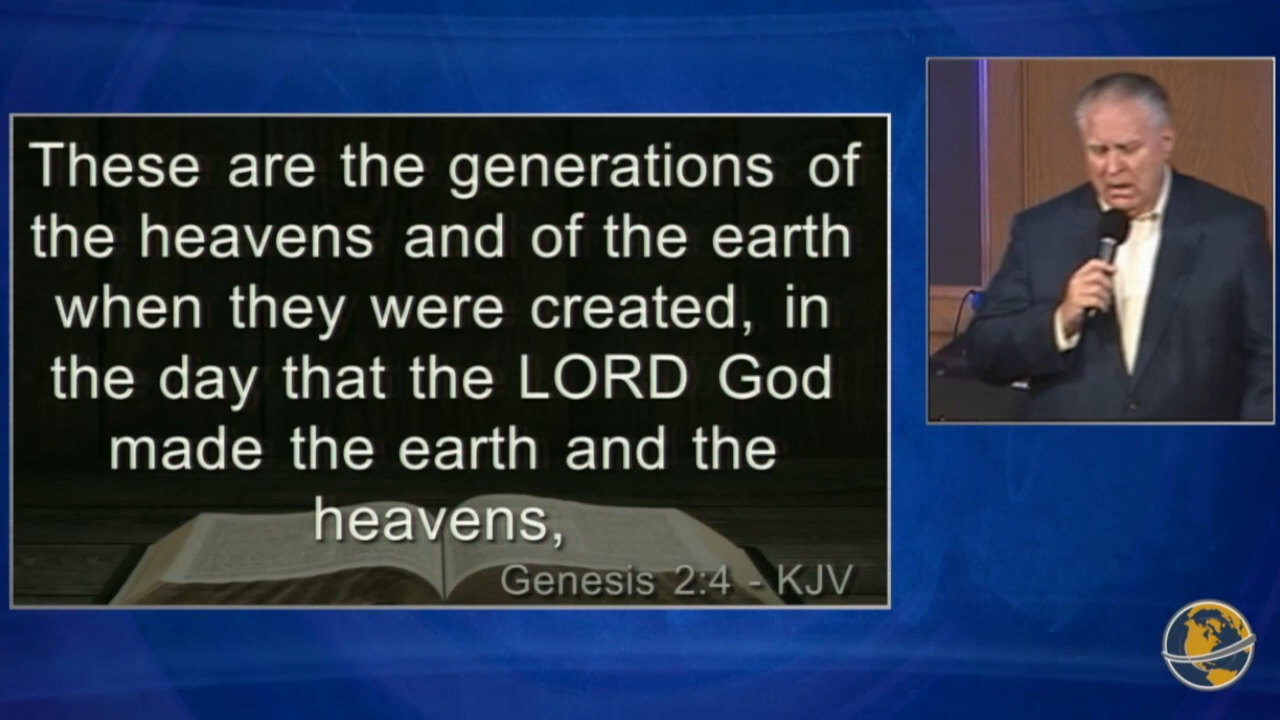 These are the generations of
the heavens and of the earth
when they were created, in
the day that the LORD God
made the earth and the
heavens,
Genesis 2:4 - KJV